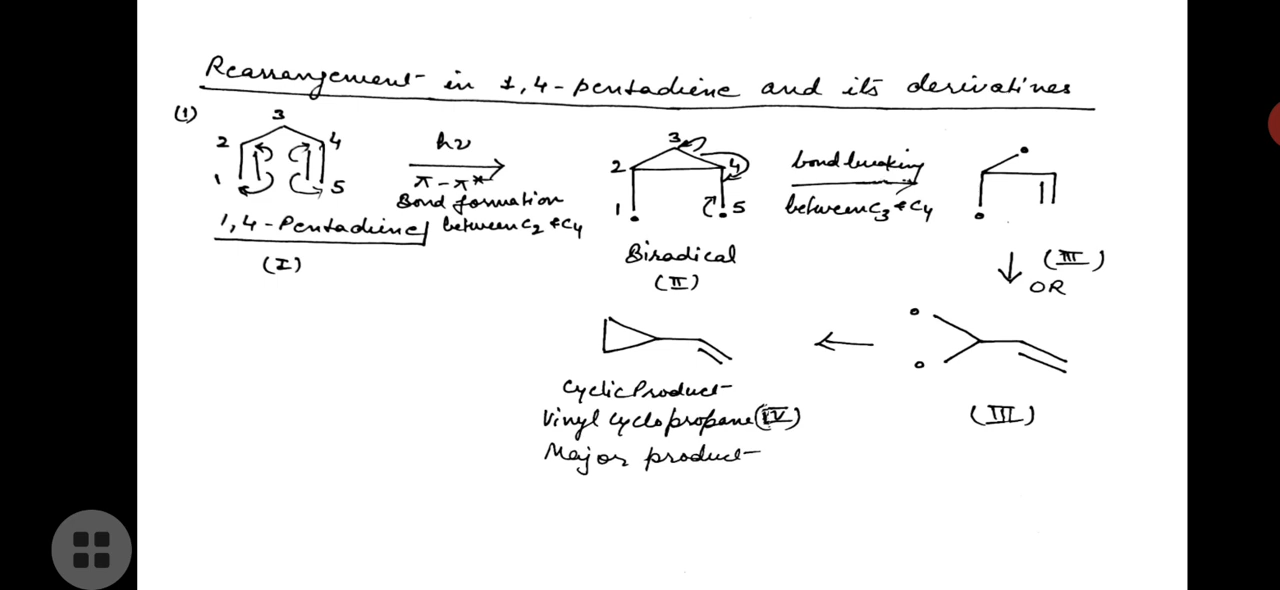 Rearrangement in 1,4-pentadiene and its derivatives
(1)
3
2 4
1 5
1,4-Pentadiene
(I)
hν
π-π*
Bond formation
between C2 & C4
3
2 4
1 5
Biradical
(II)
bond breaking
between C3 & C4
(III)
OR
(III)
Cyclic Product
Vinyl cyclopropane (IV)
Major product